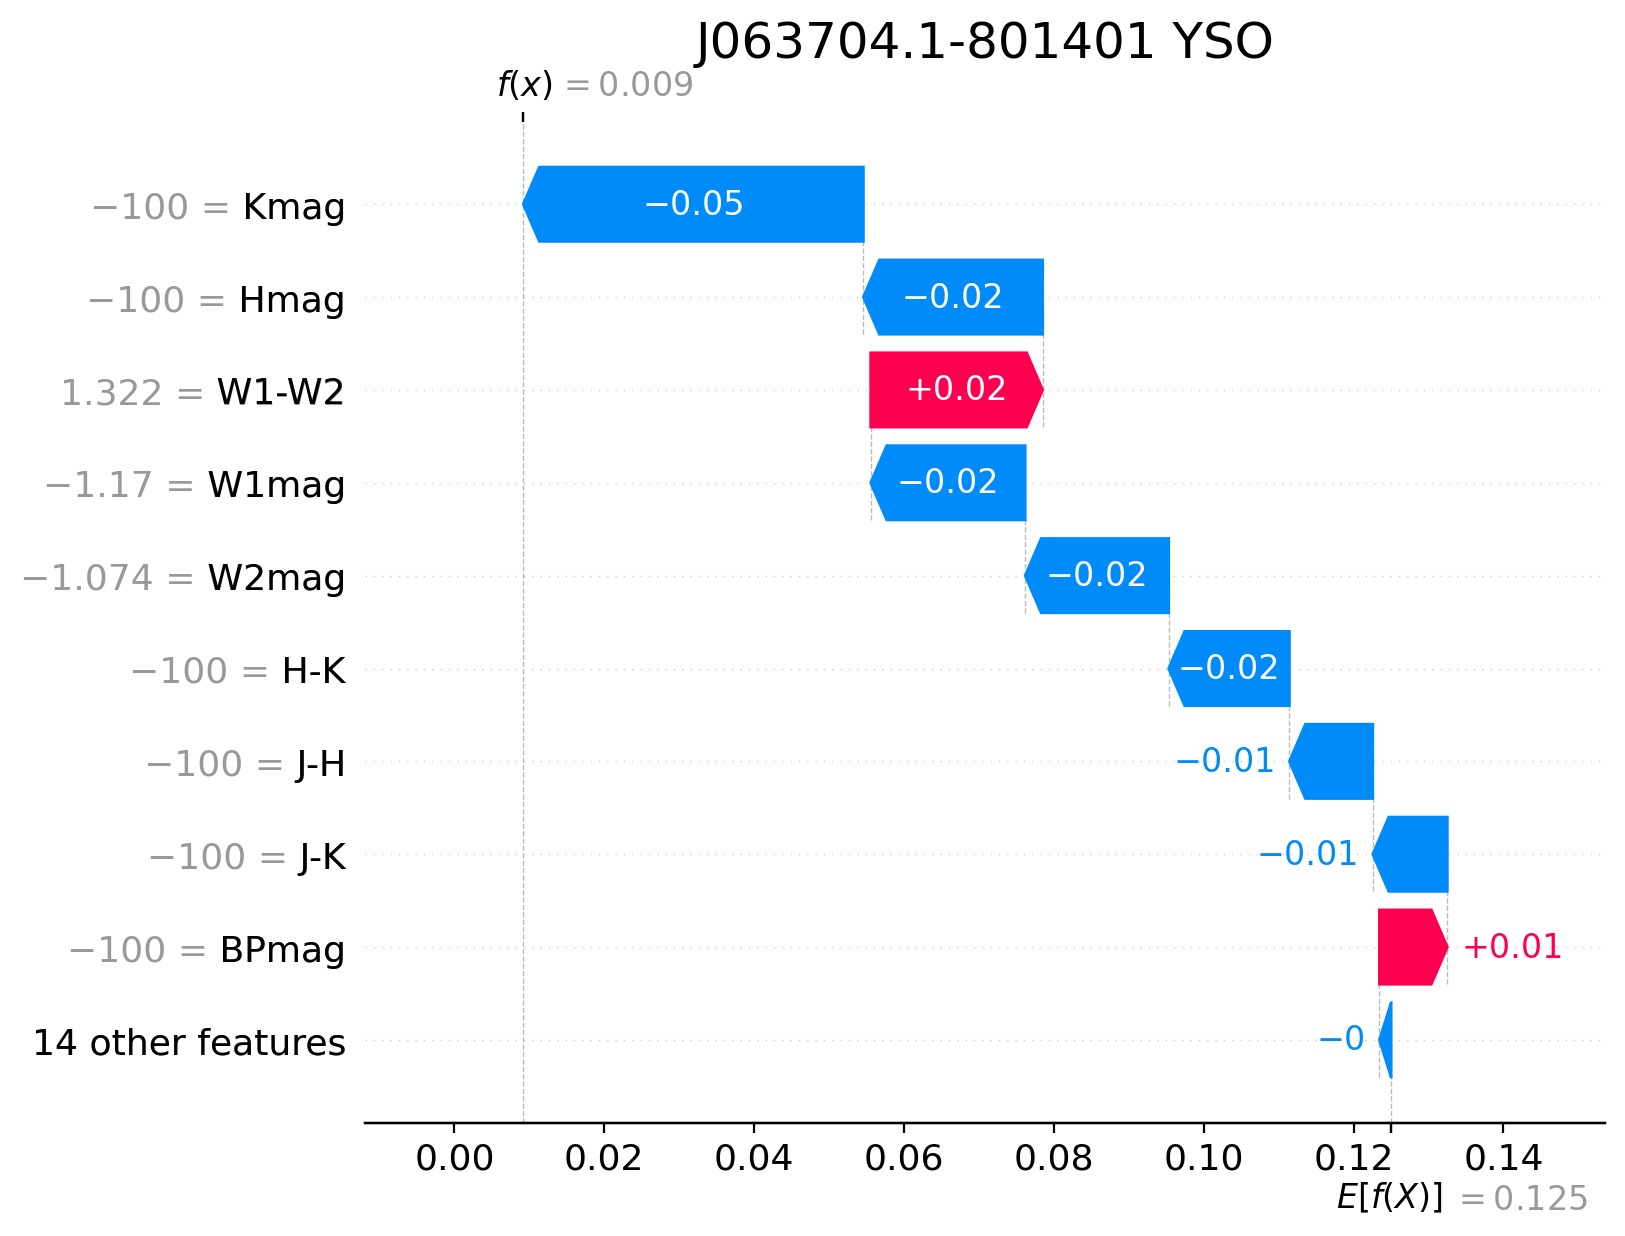 J063704.1-801401 YSO
f(x) = 0.009
−100 = Kmag
−0.05
−100 = Hmag
−0.02
1.322 = W1-W2
+0.02
−1.17 = W1mag
−0.02
−1.074 = W2mag
−0.02
−100 = H-K
−0.02
−100 = J-H
−0.01
−100 = J-K
−0.01
−100 = BPmag
+0.01
14 other features
−0
0.00 0.02 0.04 0.06 0.08 0.10 0.12 0.14
E[f(X)] = 0.125